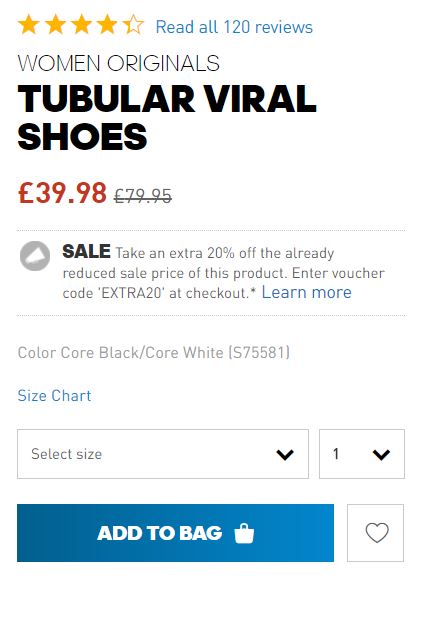 Read all 120 reviews
WOMEN ORIGINALS
TUBULAR VIRAL
SHOES
£39.98 £79.95
SALE Take an extra 20% off the already
reduced sale price of this product. Enter voucher
code 'EXTRA20' at checkout.* Learn more
Color Core Black/Core White (S75581)
Size Chart
Select size 1
ADD TO BAG